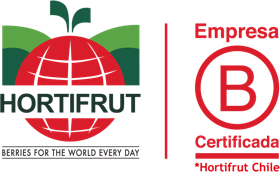 HORTIFRUT
BERRIES FOR THE WORLD EVERY DAY
Empresa
B
Certificada
*Hortifrut Chile